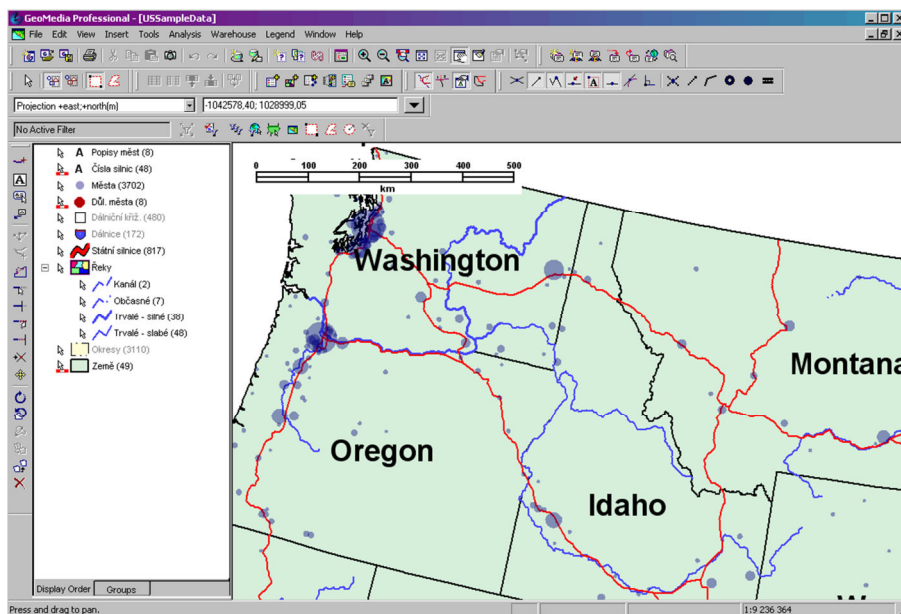 GeoMedia Professional - [USSampleData]
File Edit View Insert Tools Analysis Warehouse Legend Window Help
Projection +east;+north(m)
-1042578,40; 1028999,05
No Active Filter
A Popisy měst (8)
A Čísla silnic (48)
Města (3702)
Důl. města (8)
Dálniční kříž. (480)
Dálnice (172)
Státní silnice (817)
Řeky
Kanál (2)
Občasné (7)
Trvalé - silné (38)
Trvalé - slabé (48)
Okresy (3110)
Země (49)
Display Order Groups
0 100 200 300 400 500
km
Washington
Montana
Oregon
Idaho
Press and drag to pan.
1:9 236 364